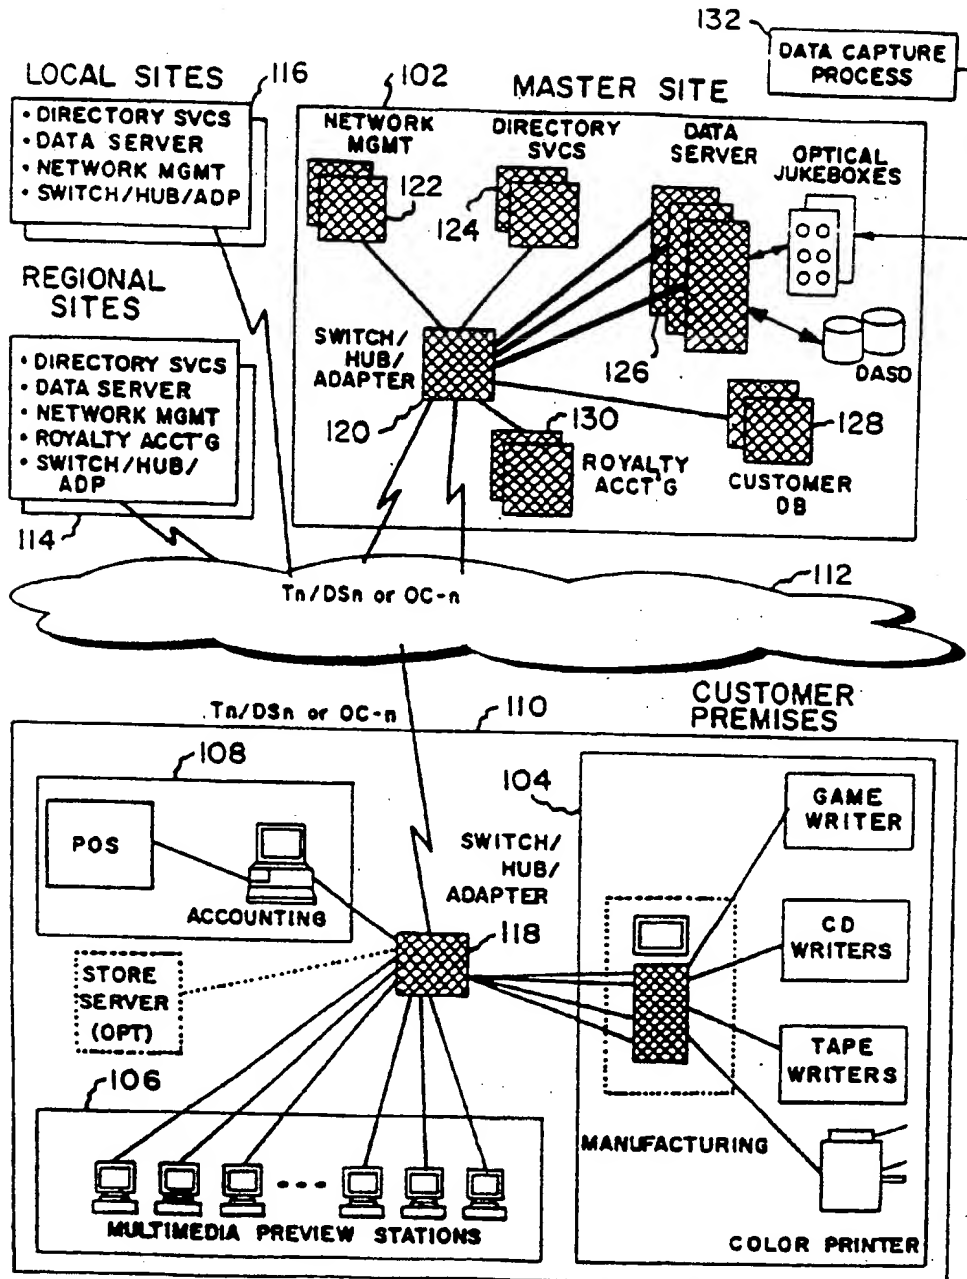 132
DATA CAPTURE
PROCESS
LOCAL SITES
116
• DIRECTORY SVCS
• DATA SERVER
• NETWORK MGMT
• SWITCH/HUB/ADP
102
MASTER SITE
NETWORK
MGMT
122
DIRECTORY
SVCS
124
DATA
SERVER
126
OPTICAL
JUKEBOXES
DASD
REGIONAL
SITES
• DIRECTORY SVCS
• DATA SERVER
• NETWORK MGMT
• ROYALTY ACCT'G
• SWITCH/HUB/
ADP
114
SWITCH/
HUB/
ADAPTER
120
130
ROYALTY
ACCT'G
128
CUSTOMER
DB
112
Tn/DSn or OC-n
Tn/DSn or OC-n
110
CUSTOMER
PREMISES
108
POS
ACCOUNTING
SWITCH/
HUB/
ADAPTER
118
STORE
SERVER
(OPT)
106
MULTIMEDIA PREVIEW STATIONS
104
GAME
WRITER
CD
WRITERS
TAPE
WRITERS
MANUFACTURING
COLOR PRINTER